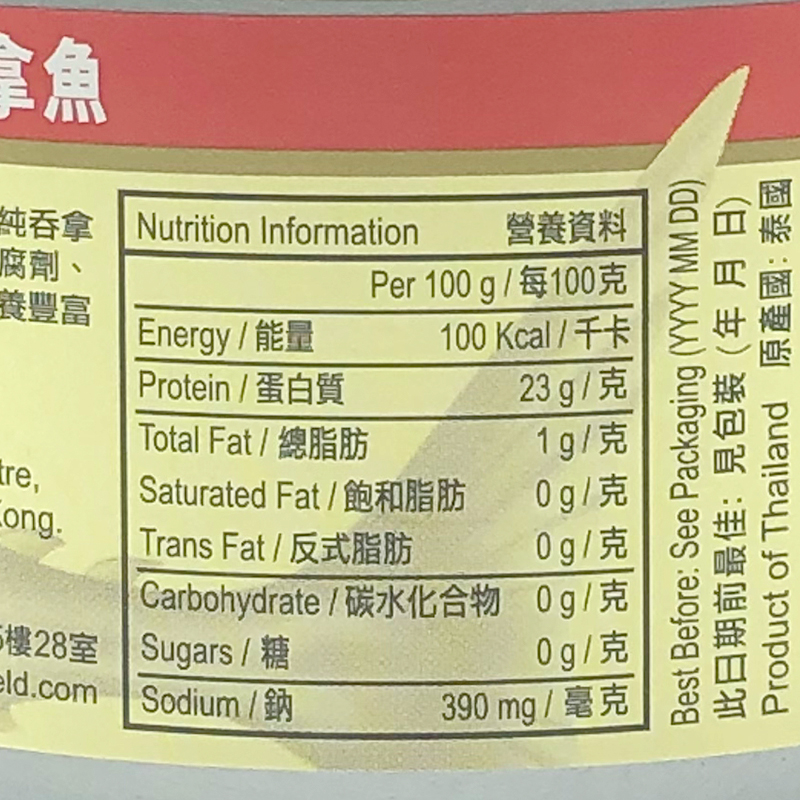 拿魚
純吞拿
腐劑、
養豐富
tre,
ong.
樓28室
eld.com
Nutrition Information 營養資料
Per 100 g / 每100克
Energy / 能量 100 Kcal / 千卡
Protein / 蛋白質 23 g / 克
Total Fat / 總脂肪 1 g / 克
Saturated Fat / 飽和脂肪 0 g / 克
Trans Fat / 反式脂肪 0 g / 克
Carbohydrate / 碳水化合物 0 g / 克
Sugars / 糖 0 g / 克
Sodium / 鈉 390 mg / 毫克
Best Before: See Packaging (YYYY MM DD)
此日期前最佳: 見包裝 (年 月 日)
Product of Thailand 原產國: 泰國